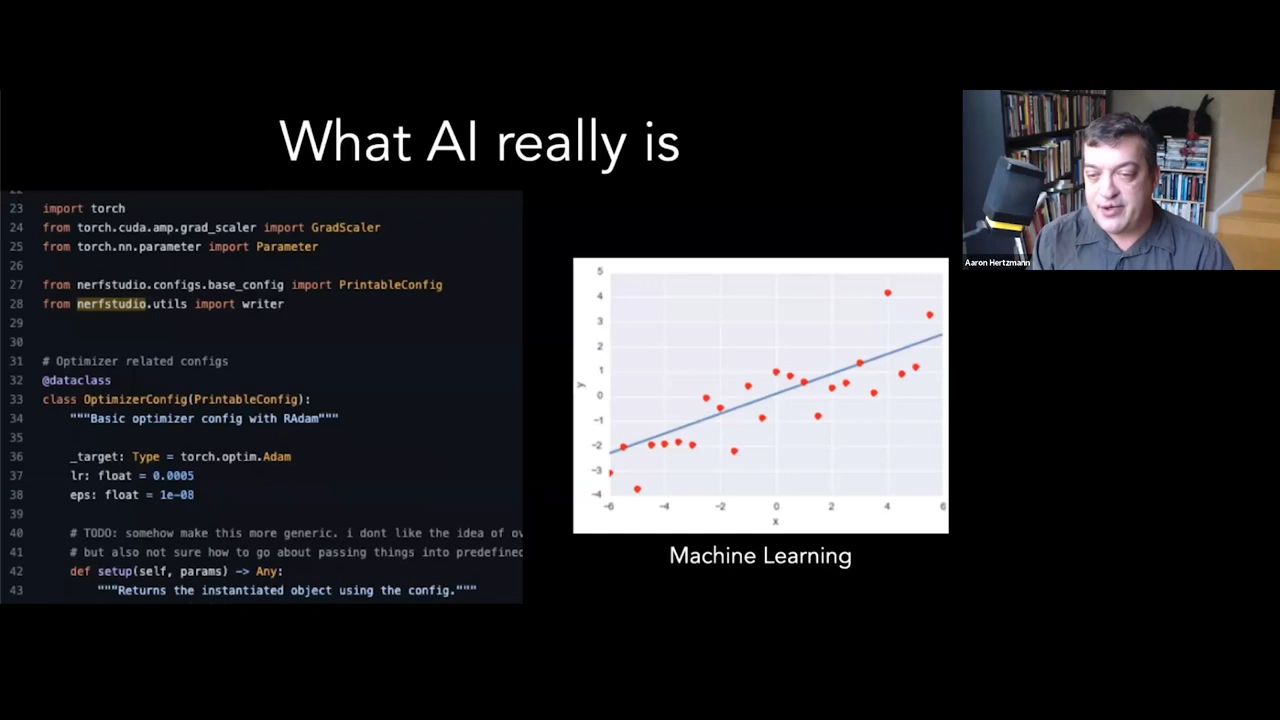 What AI really is
23 import torch
24 from torch.cuda.amp.grad_scaler import GradScaler
25 from torch.nn.parameter import Parameter
26
27 from nerfstudio.configs.base_config import PrintableConfig
28 from nerfstudio.utils import writer
29
30
31 # Optimizer related configs
32 @dataclass
33 class OptimizerConfig(PrintableConfig):
34 """Basic optimizer config with RAdam"""
35
36 _target: Type = torch.optim.Adam
37 lr: float = 0.0005
38 eps: float = 1e-08
39
40 # TODO: somehow make this more generic. i dont like the idea of
41 # but also not sure how to go about passing things into predefined
42 def setup(self, params) -> Any:
43 """Returns the instantiated object using the config."""
5
4
3
2
1
0
-1
-2
-3
-4
y
-6 -4 -2 0 2 4 6
x
Machine Learning
Aaron Hertzmann